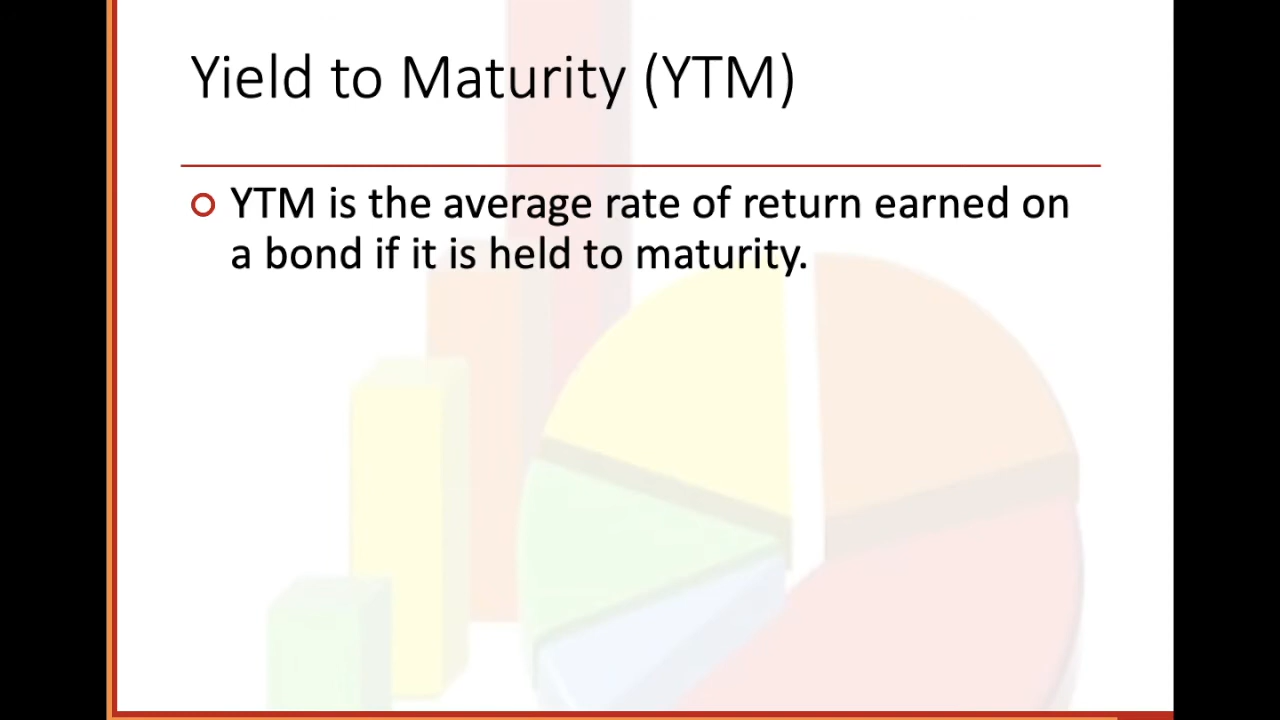 Yield to Maturity (YTM)
YTM is the average rate of return earned on
a bond if it is held to maturity.